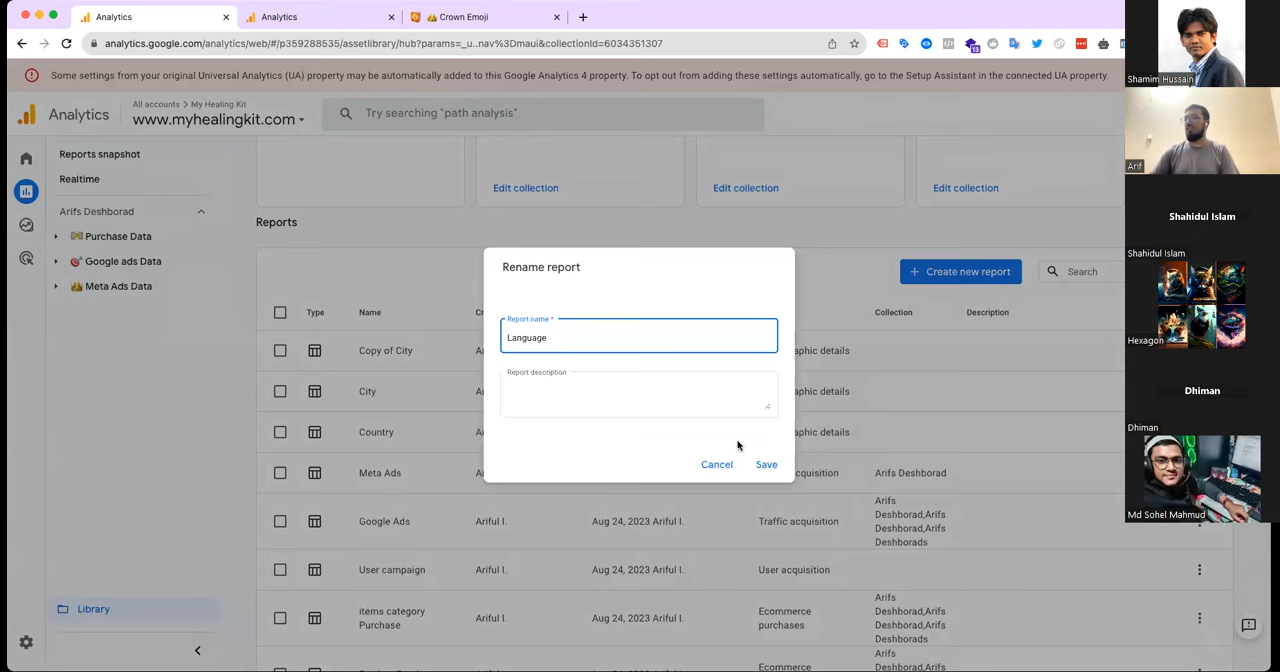 Analytics
Analytics
Crown Emoji
analytics.google.com/analytics/web/#/p359288535/assetlibrary/hub?params=_u..nav%3Dmaui&collectionId=6034351307
13
Some settings from your original Universal Analytics (UA) property may be automatically added to this Google Analytics 4 property. To opt out from adding these settings automatically, go to the Setup Assistant in the connected UA property.
Analytics
All accounts > My Healing Kit
www.myhealingkit.com
Try searching "path analysis"
Reports snapshot
Realtime
Arifs Deshborad
Purchase Data
Google ads Data
Meta Ads Data
Library
Edit collection
Edit collection
Edit collection
Reports
+ Create new report
Search
Type
Name
Collection
Description
Copy of City
City
Country
Meta Ads
Arifs Deshborad
Google Ads
Ariful I.
Aug 24, 2023 Ariful I.
Traffic acquisition
Arifs
Deshborad,Arifs
Deshborad,Arifs
Deshborads
User campaign
Ariful I.
Aug 24, 2023 Ariful I.
User acquisition
items category
Purchase
Ariful I.
Aug 24, 2023 Ariful I.
Ecommerce
purchases
Arifs
Deshborad,Arifs
Deshborad,Arifs
Deshborads
Rename report
Report name *
Language
Report description
Cancel
Save
Shamim Hussain
Arif
Shahidul Islam
Shahidul Islam
Hexagon
Dhiman
Dhiman
Md Sohel Mahmud